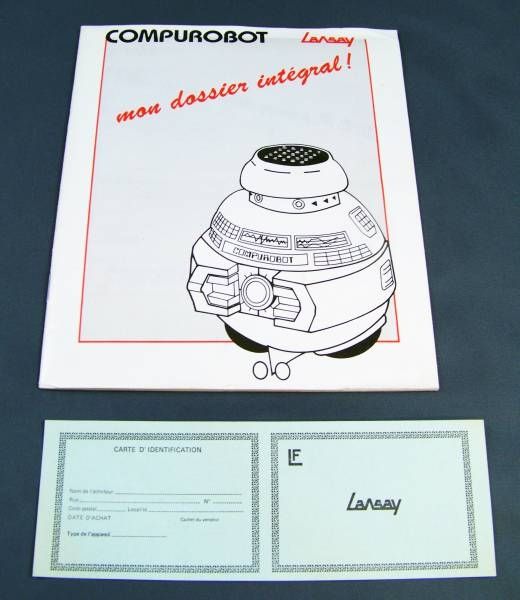 COMPUROBOT Lansay
mon dossier intégral!
COMPUROBOT
CARTE D'IDENTIFICATION
Nom de l'acheteur
Rue N°
Code postal Localité
DATE D'ACHAT Cachet du vendeur
Type de l'appareil
LF
Lansay